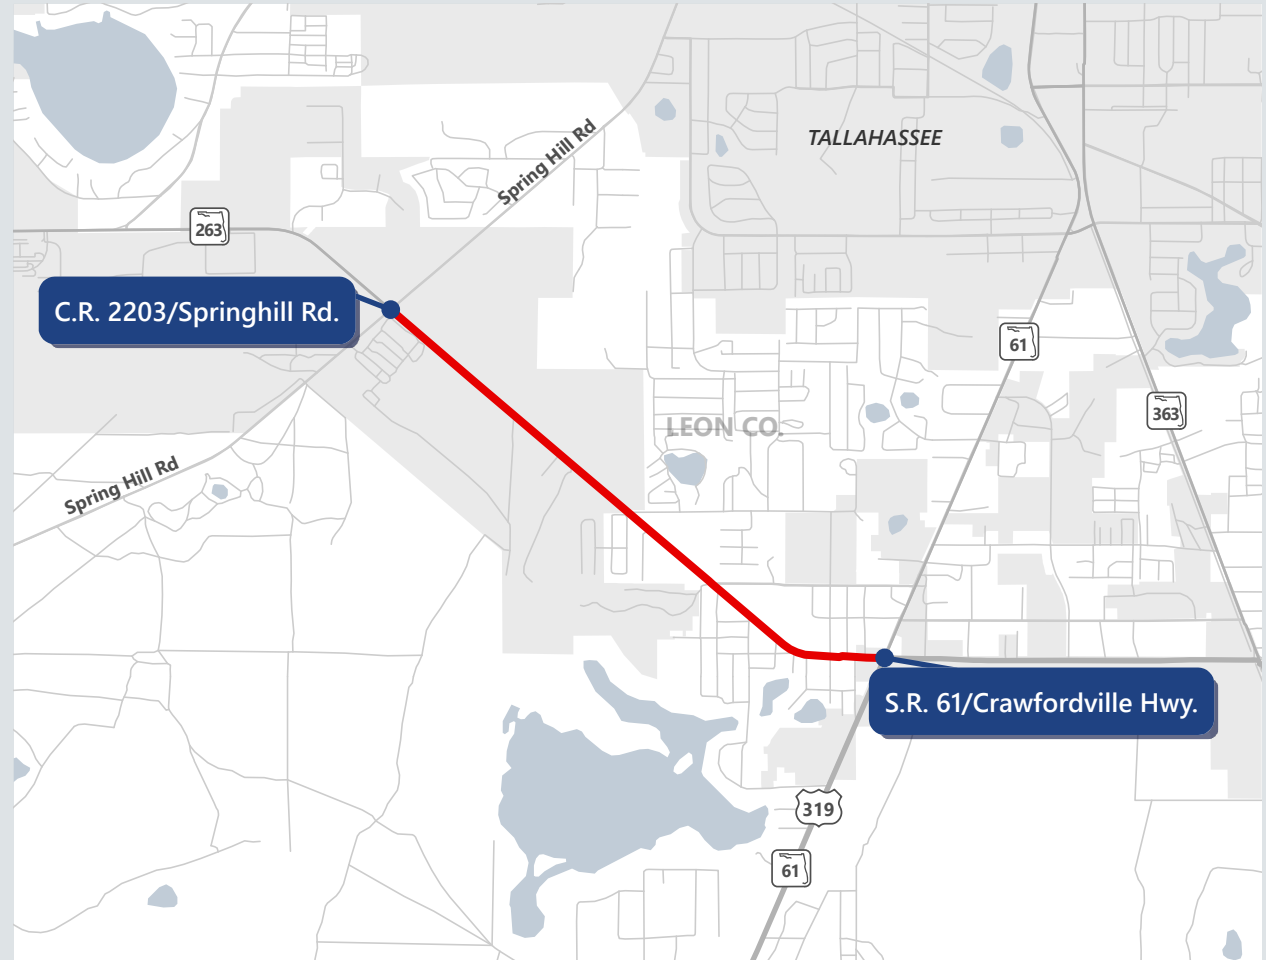 TALLAHASSEE
Spring Hill Rd
263
C.R. 2203/Springhill Rd.
61
363
LEON CO.
Spring Hill Rd
S.R. 61/Crawfordville Hwy.
319
61